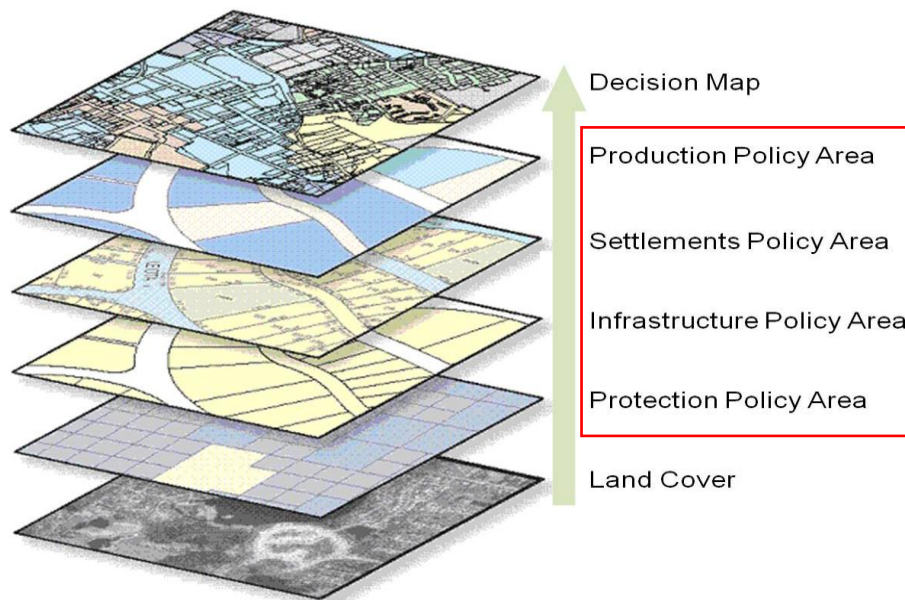 Decision Map
Production Policy Area
Settlements Policy Area
Infrastructure Policy Area
Protection Policy Area
Land Cover